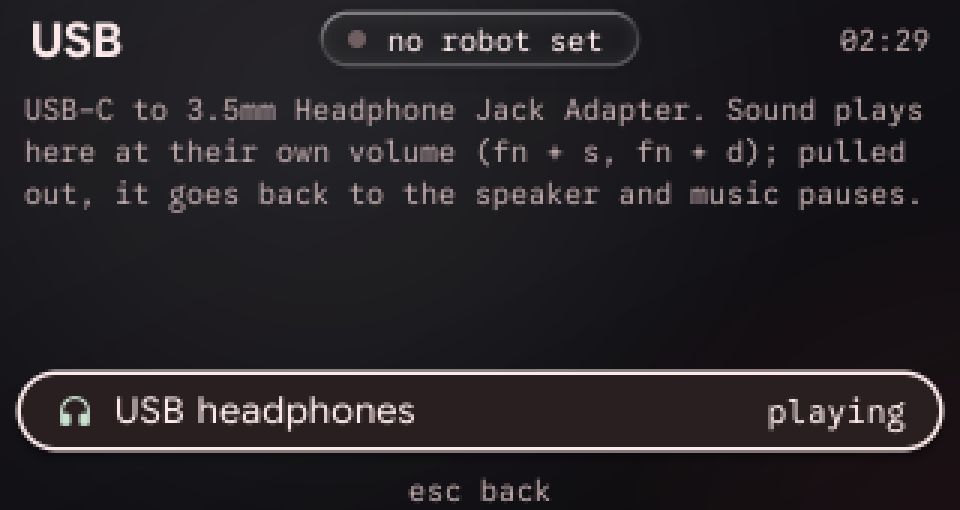 USB
no robot set
02:29
USB-C to 3.5mm Headphone Jack Adapter. Sound plays
here at their own volume (fn + s, fn + d); pulled
out, it goes back to the speaker and music pauses.
USB headphones
playing
esc back